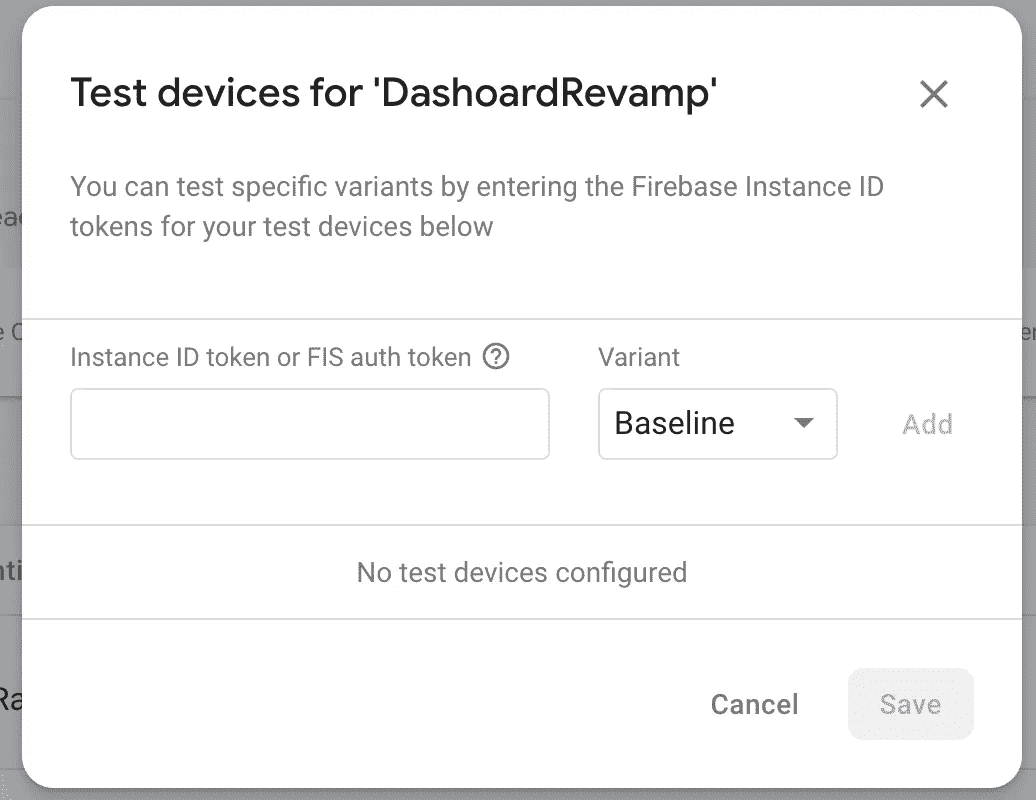 Test devices for 'DashoardRevamp'
You can test specific variants by entering the Firebase Instance ID
tokens for your test devices below
Instance ID token or FIS auth token
Variant
Baseline
Add
No test devices configured
Cancel
Save